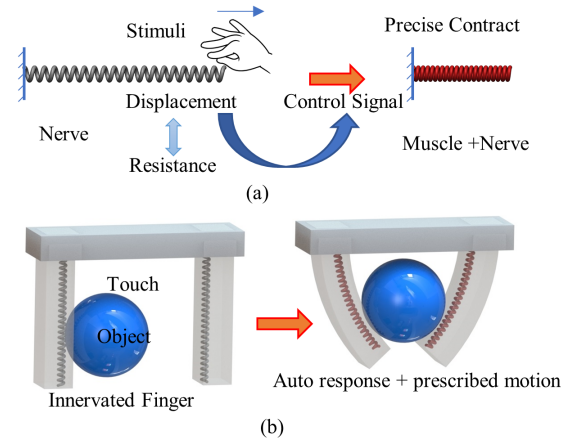 Stimuli
Precise Contract
Displacement
Control Signal
Nerve
Resistance
Muscle +Nerve
(a)
Touch
Object
Innervated Finger
Auto response + prescribed motion
(b)